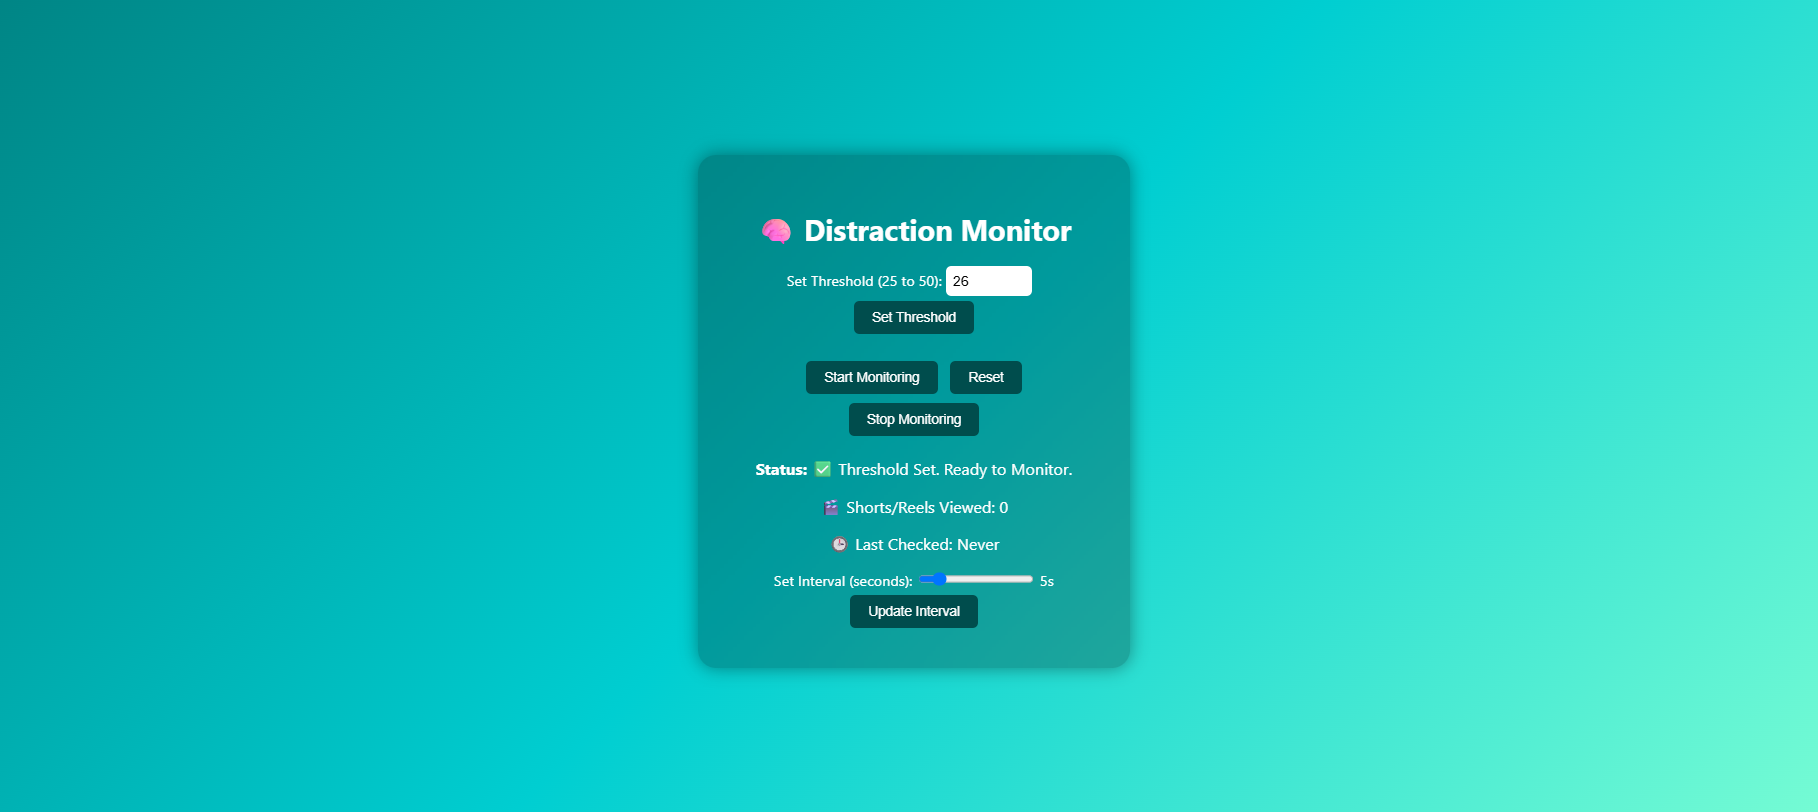 🧠 Distraction Monitor
Set Threshold (25 to 50): 26
Set Threshold
Start Monitoring Reset
Stop Monitoring
Status: ✅ Threshold Set. Ready to Monitor.
🎬 Shorts/Reels Viewed: 0
🕒 Last Checked: Never
Set Interval (seconds): 5s
Update Interval